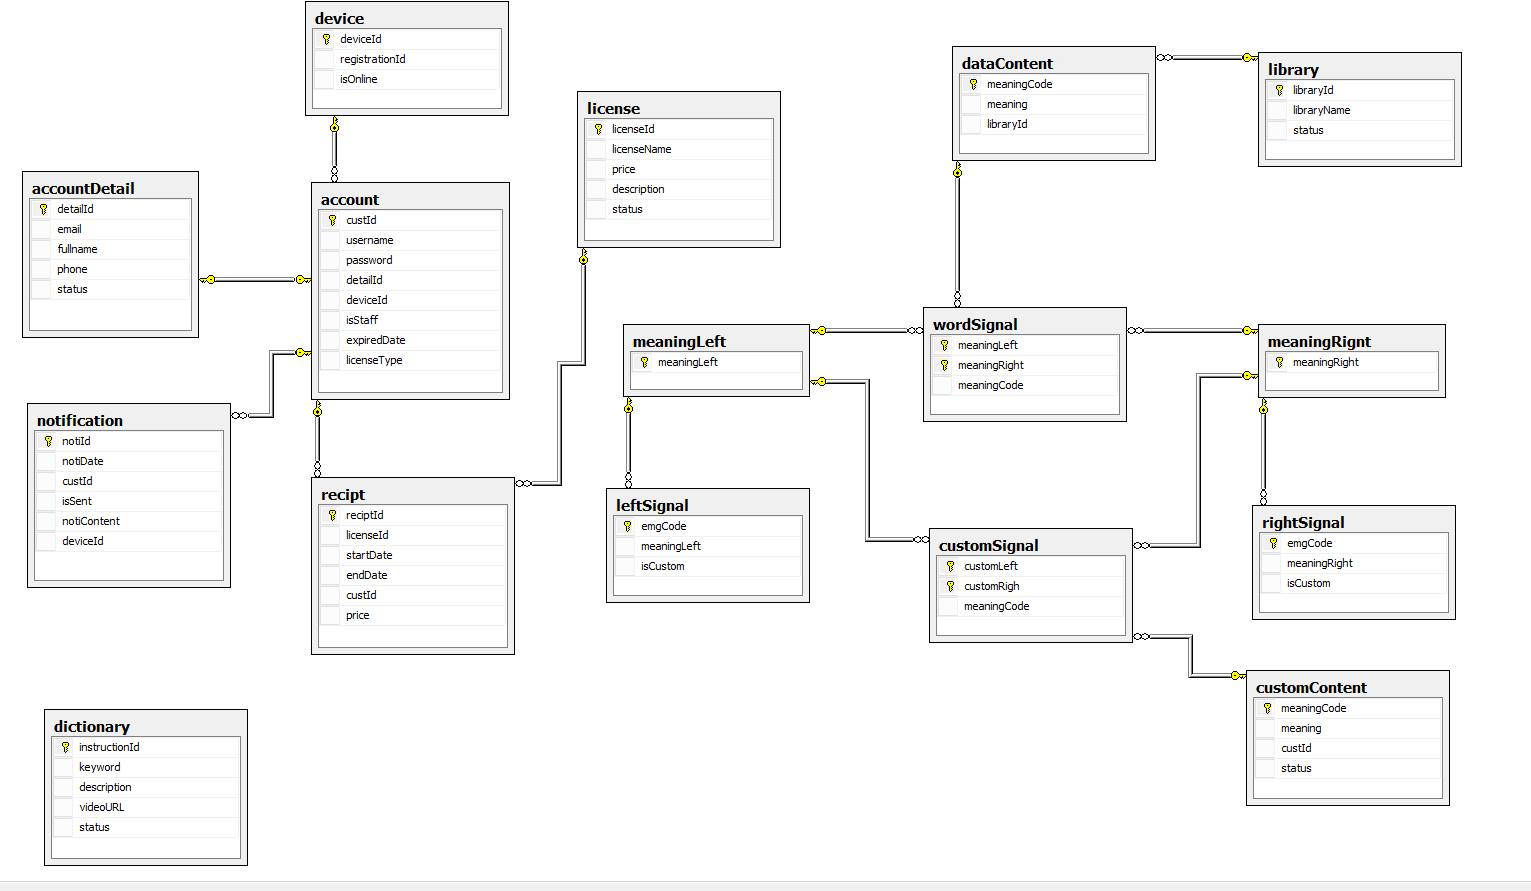 device
deviceId
registrationId
isOnline
accountDetail
detailId
email
fullname
phone
status
account
custId
username
password
detailId
deviceId
isStaff
expiredDate
licenseType
notification
notiId
notiDate
custId
isSent
notiContent
deviceId
recipt
reciptId
licenseId
startDate
endDate
custId
price
dictionary
instructionId
keyword
description
videoURL
status
license
licenseId
licenseName
price
description
status
meaningLeft
meaningLeft
leftSignal
emgCode
meaningLeft
isCustom
dataContent
meaningCode
meaning
libraryId
library
libraryId
libraryName
status
wordSignal
meaningLeft
meaningRight
meaningCode
meaningRignt
meaningRight
customSignal
customLeft
customRigh
meaningCode
rightSignal
emgCode
meaningRight
isCustom
customContent
meaningCode
meaning
custId
status